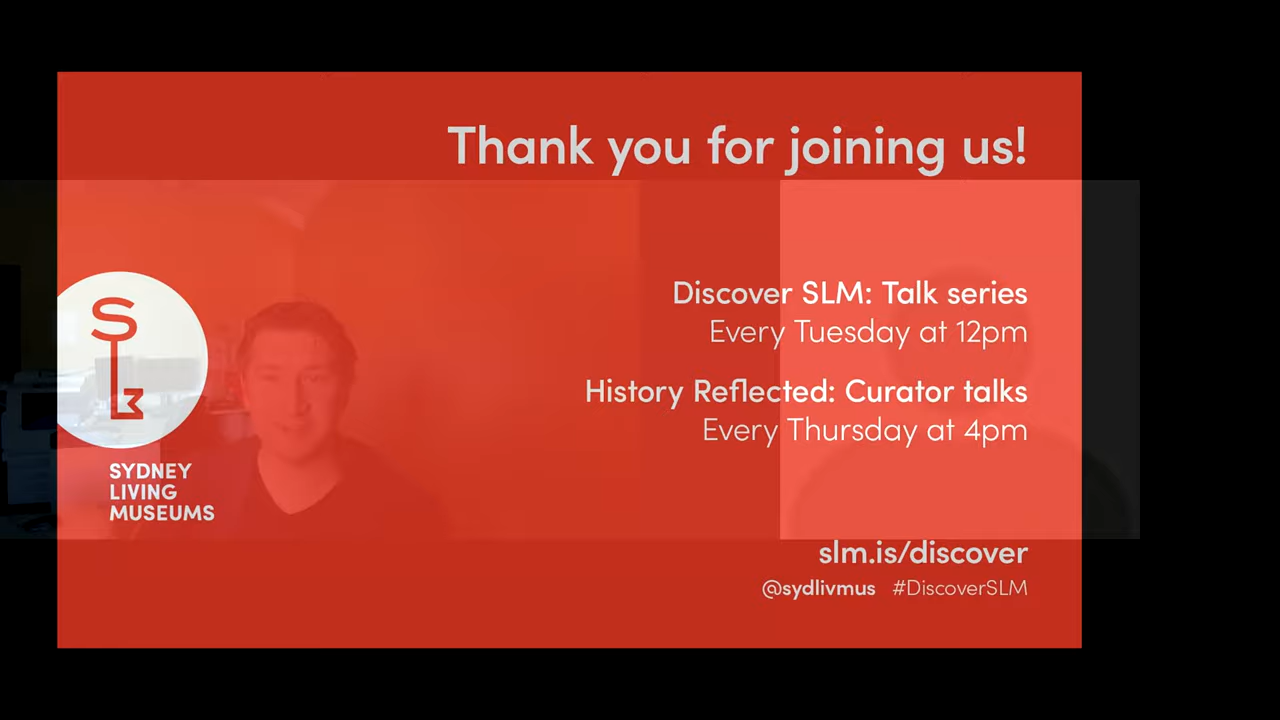 Thank you for joining us!
Discover SLM: Talk series
Every Tuesday at 12pm
History Reflected: Curator talks
Every Thursday at 4pm
SLM
SYDNEY
LIVING
MUSEUMS
slm.is/discover
@sydlivmus #DiscoverSLM